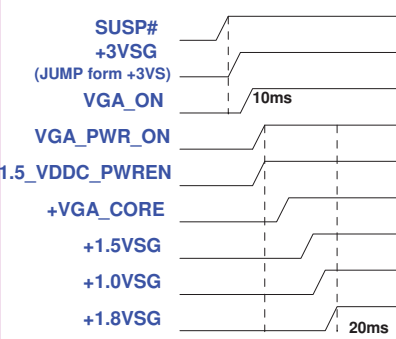 SUSP#
+3VSG
(JUMP form +3VS)
VGA_ON
10ms
VGA_PWR_ON
1.5_VDDC_PWREN
+VGA_CORE
+1.5VSG
+1.0VSG
+1.8VSG
20ms